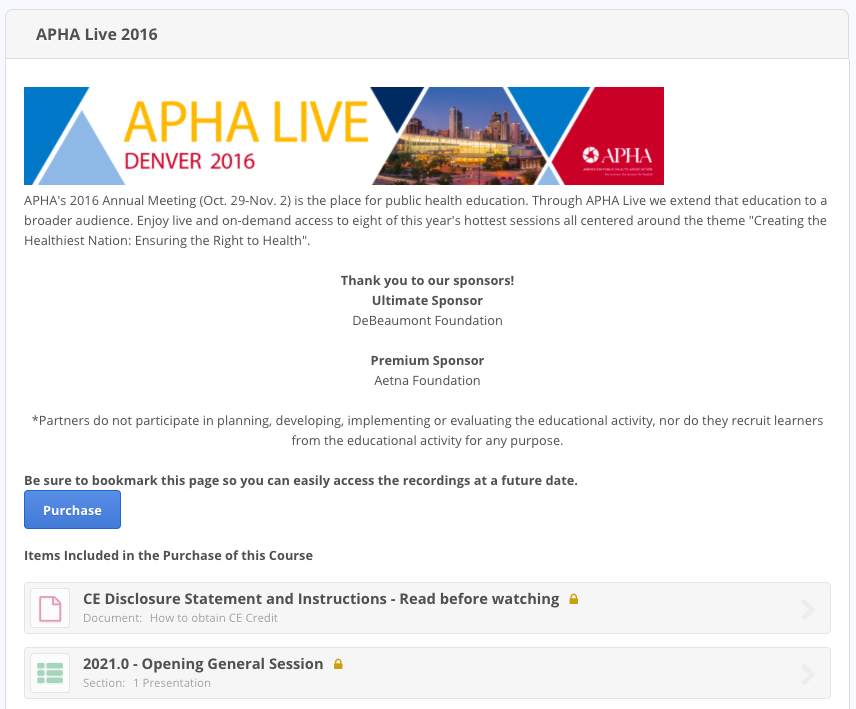 APHA Live 2016
APHA LIVE
DENVER 2016
APHA
APHA's 2016 Annual Meeting (Oct. 29-Nov. 2) is the place for public health education. Through APHA Live we extend that education to a
broader audience. Enjoy live and on-demand access to eight of this year's hottest sessions all centered around the theme "Creating the
Healthiest Nation: Ensuring the Right to Health".
Thank you to our sponsors!
Ultimate Sponsor
DeBeaumont Foundation
Premium Sponsor
Aetna Foundation
*Partners do not participate in planning, developing, implementing or evaluating the educational activity, nor do they recruit learners
from the educational activity for any purpose.
Be sure to bookmark this page so you can easily access the recordings at a future date.
Purchase
Items Included in the Purchase of this Course
CE Disclosure Statement and Instructions - Read before watching
Document: How to obtain CE Credit
2021.0 - Opening General Session
Section: 1 Presentation